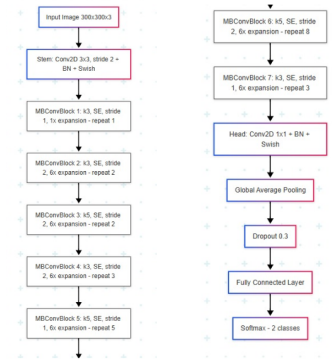 Input Image 300x300x3
Stem: Conv2D 3x3, stride 2 +
BN + Swish
MBConvBlock 1: k3, SE, stride
1, 1x expansion - repeat 1
MBConvBlock 2: k3, SE, stride
2, 6x expansion - repeat 2
MBConvBlock 3: k5, SE, stride
2, 6x expansion - repeat 2
MBConvBlock 4: k3, SE, stride
2, 6x expansion - repeat 3
MBConvBlock 5: k5, SE, stride
1, 6x expansion - repeat 5
MBConvBlock 6: k5, SE, stride
2, 6x expansion - repeat 8
MBConvBlock 7: k3, SE, stride
1, 6x expansion - repeat 3
Head: Conv2D 1x1 + BN +
Swish
Global Average Pooling
Dropout 0.3
Fully Connected Layer
Softmax - 2 classes